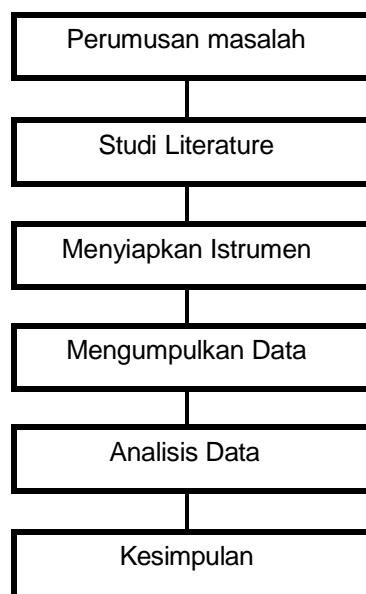 Perumusan masalah
Studi Literature
Menyiapkan Istrumen
Mengumpulkan Data
Analisis Data
Kesimpulan